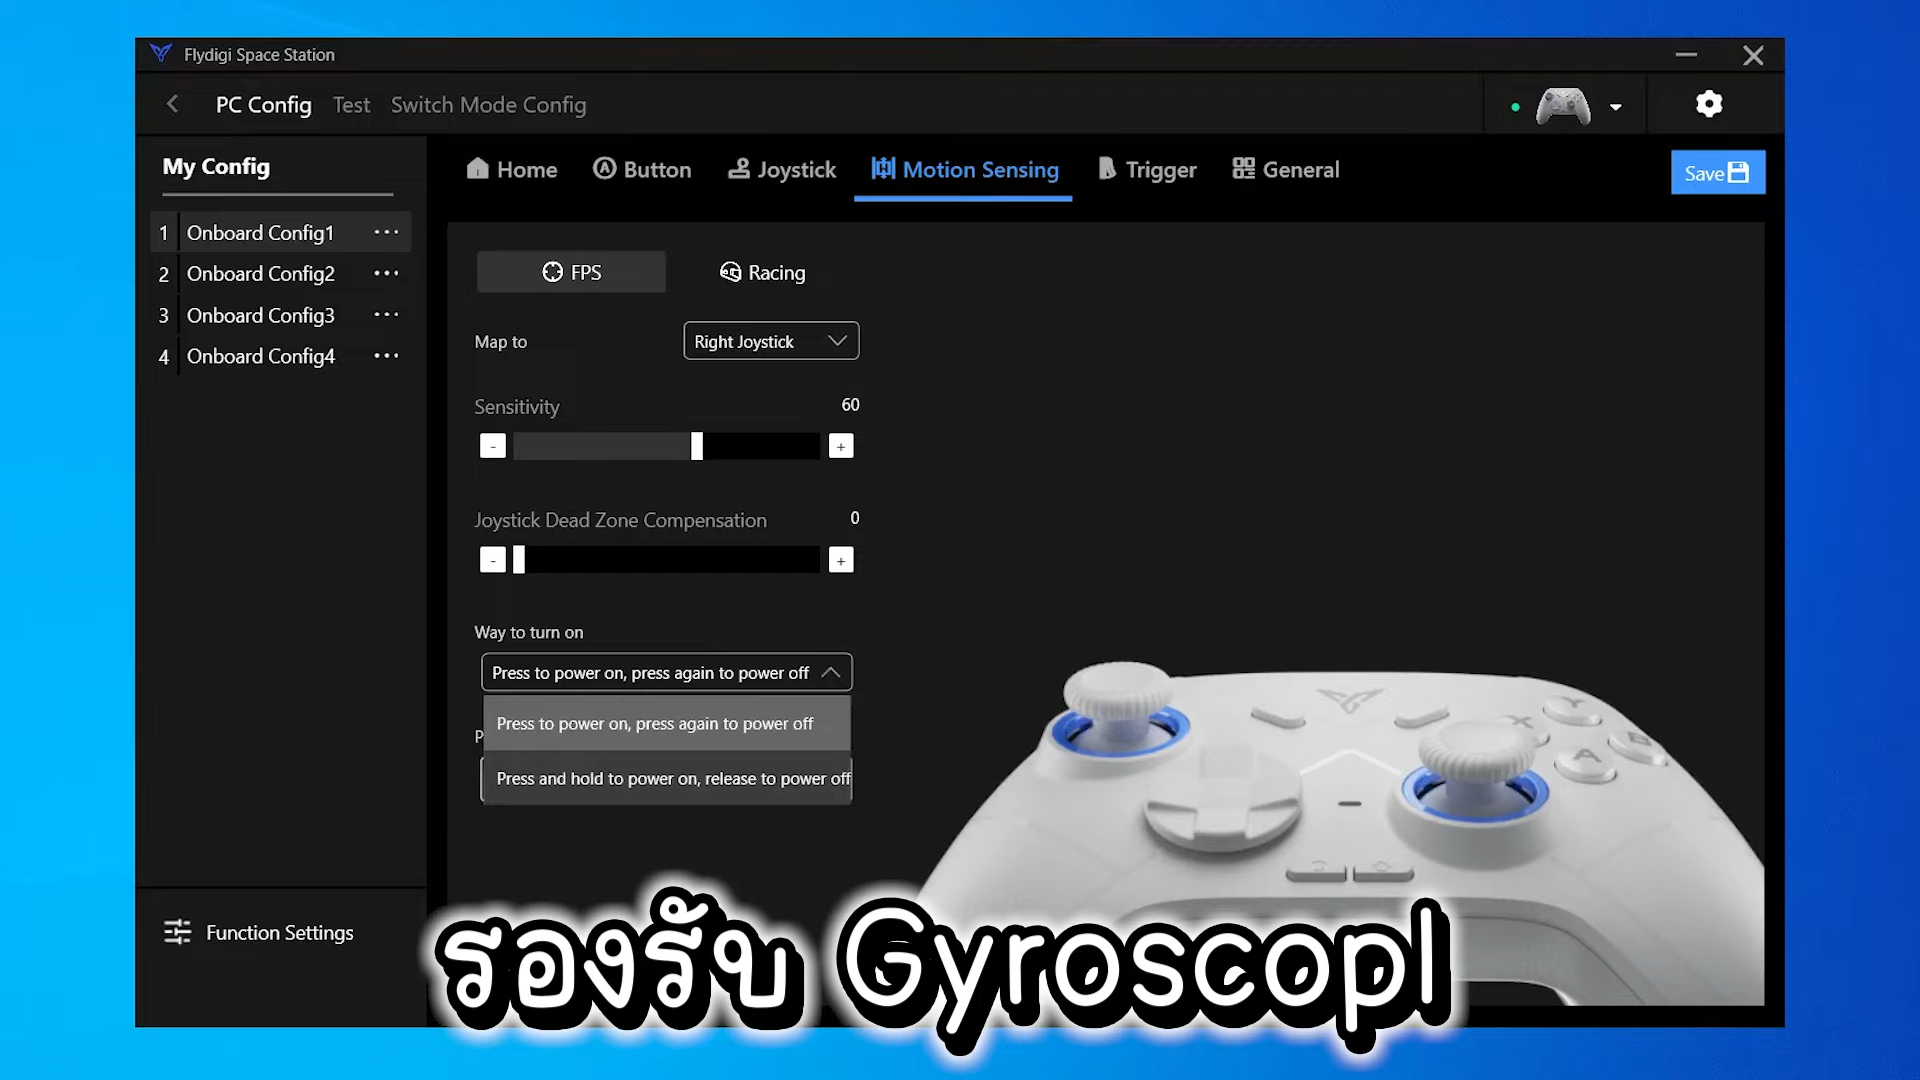 Flydigi Space Station
PC Config Test Switch Mode Config
My Config
1 Onboard Config1 ...
2 Onboard Config2 ...
3 Onboard Config3 ...
4 Onboard Config4 ...
Function Settings
Home Button Joystick Motion Sensing Trigger General
Save
FPS Racing
Map to Right Joystick
Sensitivity 60
- +
Joystick Dead Zone Compensation 0
- +
Way to turn on
Press to power on, press again to power off
Press to power on, press again to power off
P
Press and hold to power on, release to power off
Y
X
B
A
รองรับ Gyroscopl